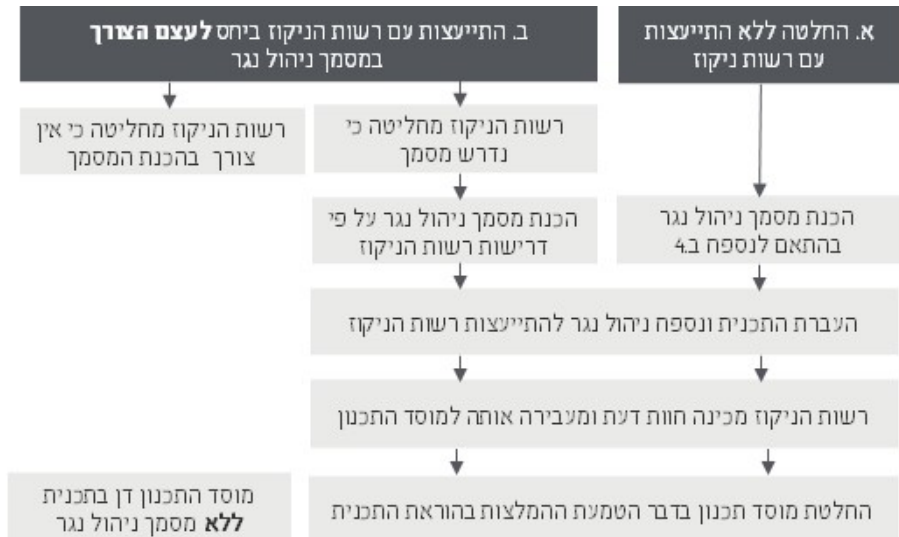 א. החלטה ללא התייעצות
עם רשות ניקוז
ב. התייעצות עם רשות הניקוז ביחס לעצם הצורך
במסמך ניהול נגר
רשות הניקוז מחליטה כי
נדרש מסמך
רשות הניקוז מחליטה כי אין
צורך בהכנת המסמך
הכנת מסמך ניהול נגר
בהתאם לנספח ב.4
הכנת מסמך ניהול נגר על פי
דרישות רשות הניקוז
העברת התכנית ונספח ניהול נגר להתייעצות רשות הניקוז
רשות הניקוז מכינה חוות דעת ומעבירה אותה למוסד התכנון
החלטת מוסד תכנון בדבר הטמעת ההמלצות בהוראת התכנית
מוסד התכנון דן בתכנית
ללא מסמך ניהול נגר